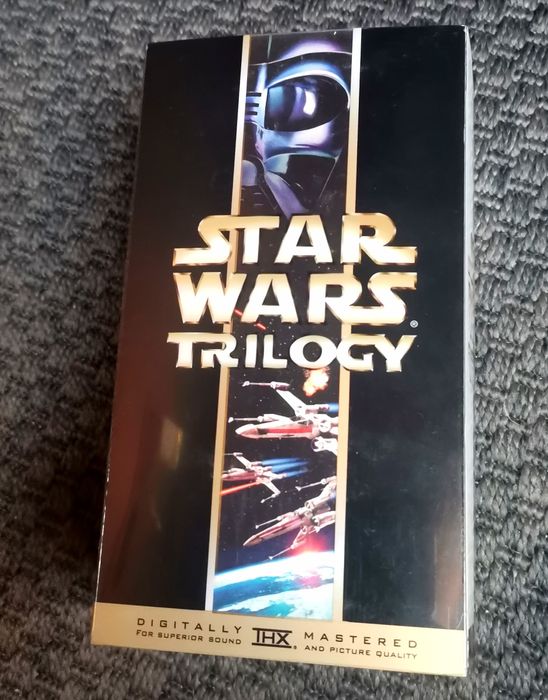 STAR
WARS®
TRILOGY
DIGITALLY THX® MASTERED
FOR SUPERIOR SOUND AND PICTURE QUALITY